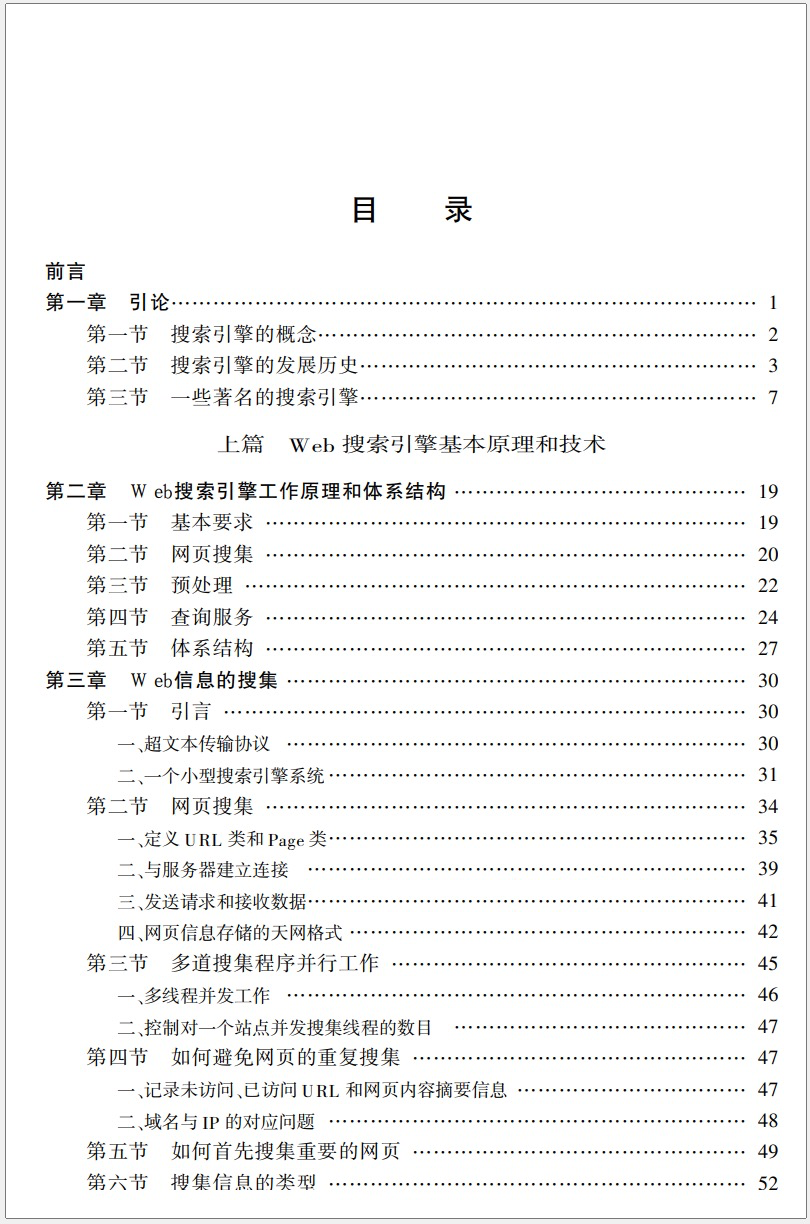 目 录
前言
第一章 引论…………………………………………………………………………… 1
第一节 搜索引擎的概念………………………………………………………… 2
第二节 搜索引擎的发展历史…………………………………………………… 3
第三节 一些著名的搜索引擎…………………………………………………… 7
上篇 Web 搜索引擎基本原理和技术
第二章 Web搜索引擎工作原理和体系结构 …………………………………… 19
第一节 基本要求 ……………………………………………………………… 19
第二节 网页搜集 ……………………………………………………………… 20
第三节 预处理 ………………………………………………………………… 22
第四节 查询服务 ……………………………………………………………… 24
第五节 体系结构 ……………………………………………………………… 27
第三章 Web信息的搜集 ………………………………………………………… 30
第一节 引言 …………………………………………………………………… 30
一、超文本传输协议 ………………………………………………………… 30
二、一个小型搜索引擎系统…………………………………………………… 31
第二节 网页搜集 ……………………………………………………………… 34
一、定义 URL 类和 Page 类…………………………………………………… 35
二、与服务器建立连接 ……………………………………………………… 39
三、发送请求和接收数据……………………………………………………… 41
四、网页信息存储的天网格式 ………………………………………………… 42
第三节 多道搜集程序并行工作 ……………………………………………… 45
一、多线程并发工作 ………………………………………………………… 46
二、控制对一个站点并发搜集线程的数目 …………………………………… 47
第四节 如何避免网页的重复搜集 …………………………………………… 47
一、记录未访问、已访问 URL 和网页内容摘要信息 ………………………… 47
二、域名与 IP 的对应问题 …………………………………………………… 48
第五节 如何首先搜集重要的网页 …………………………………………… 49
第六节 搜集信息的类型 ……………………………………………………… 52